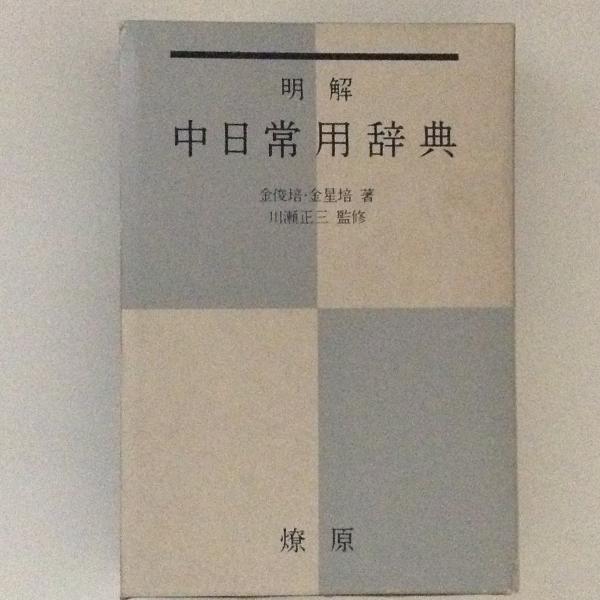 明解
中日常用辞典
金俊培・金星培 著
川瀬正三 監修
燎原